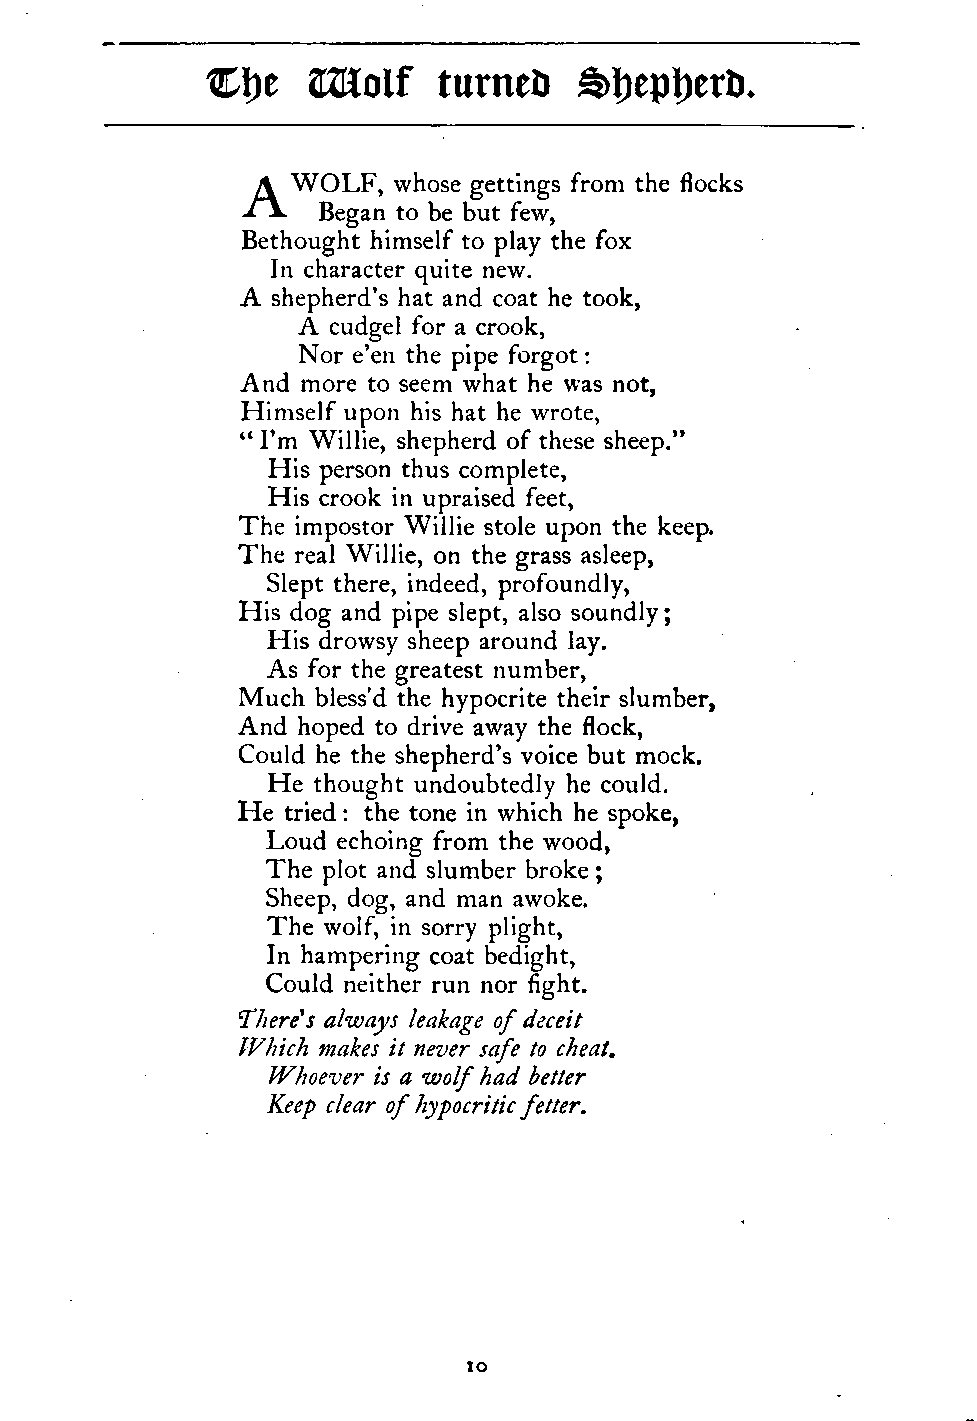 The Wolf turned Shepherd.
A WOLF, whose gettings from the flocks
Began to be but few,
Bethought himself to play the fox
In character quite new.
A shepherd's hat and coat he took,
A cudgel for a crook,
Nor e'en the pipe forgot :
And more to seem what he was not,
Himself upon his hat he wrote,
“ I'm Willie, shepherd of these sheep.”
His person thus complete,
His crook in upraised feet,
The impostor Willie stole upon the keep.
The real Willie, on the grass asleep,
Slept there, indeed, profoundly,
His dog and pipe slept, also soundly ;
His drowsy sheep around lay.
As for the greatest number,
Much bless'd the hypocrite their slumber,
And hoped to drive away the flock,
Could he the shepherd's voice but mock.
He thought undoubtedly he could.
He tried : the tone in which he spoke,
Loud echoing from the wood,
The plot and slumber broke ;
Sheep, dog, and man awoke.
The wolf, in sorry plight,
In hampering coat bedight,
Could neither run nor fight.
There's always leakage of deceit
Which makes it never safe to cheat.
Whoever is a wolf had better
Keep clear of hypocritic fetter.
10